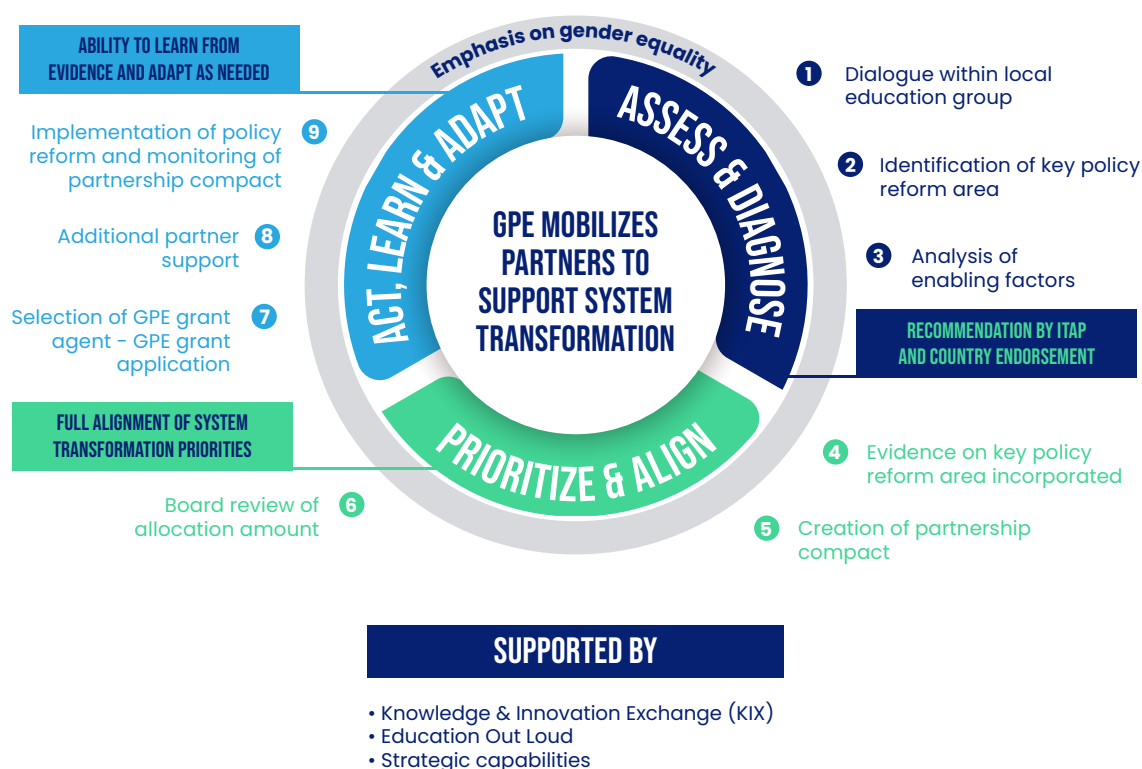 Emphasis on gender equality
ABILITY TO LEARN FROM
EVIDENCE AND ADAPT AS NEEDED
ACT, LEARN & ADAPT
ASSESS & DIAGNOSE
PRIORITIZE & ALIGN
GPE MOBILIZES
PARTNERS TO
SUPPORT SYSTEM
TRANSFORMATION
1 Dialogue within local
education group
2 Identification of key policy
reform area
3 Analysis of
enabling factors
RECOMMENDATION BY ITAP
AND COUNTRY ENDORSEMENT
4 Evidence on key policy
reform area incorporated
5 Creation of partnership
compact
Board review of 6
allocation amount
FULL ALIGNMENT OF SYSTEM
TRANSFORMATION PRIORITIES
Selection of GPE grant 7
agent - GPE grant
application
Additional partner 8
support
Implementation of policy 9
reform and monitoring of
partnership compact
SUPPORTED BY
• Knowledge & Innovation Exchange (KIX)
• Education Out Loud
• Strategic capabilities